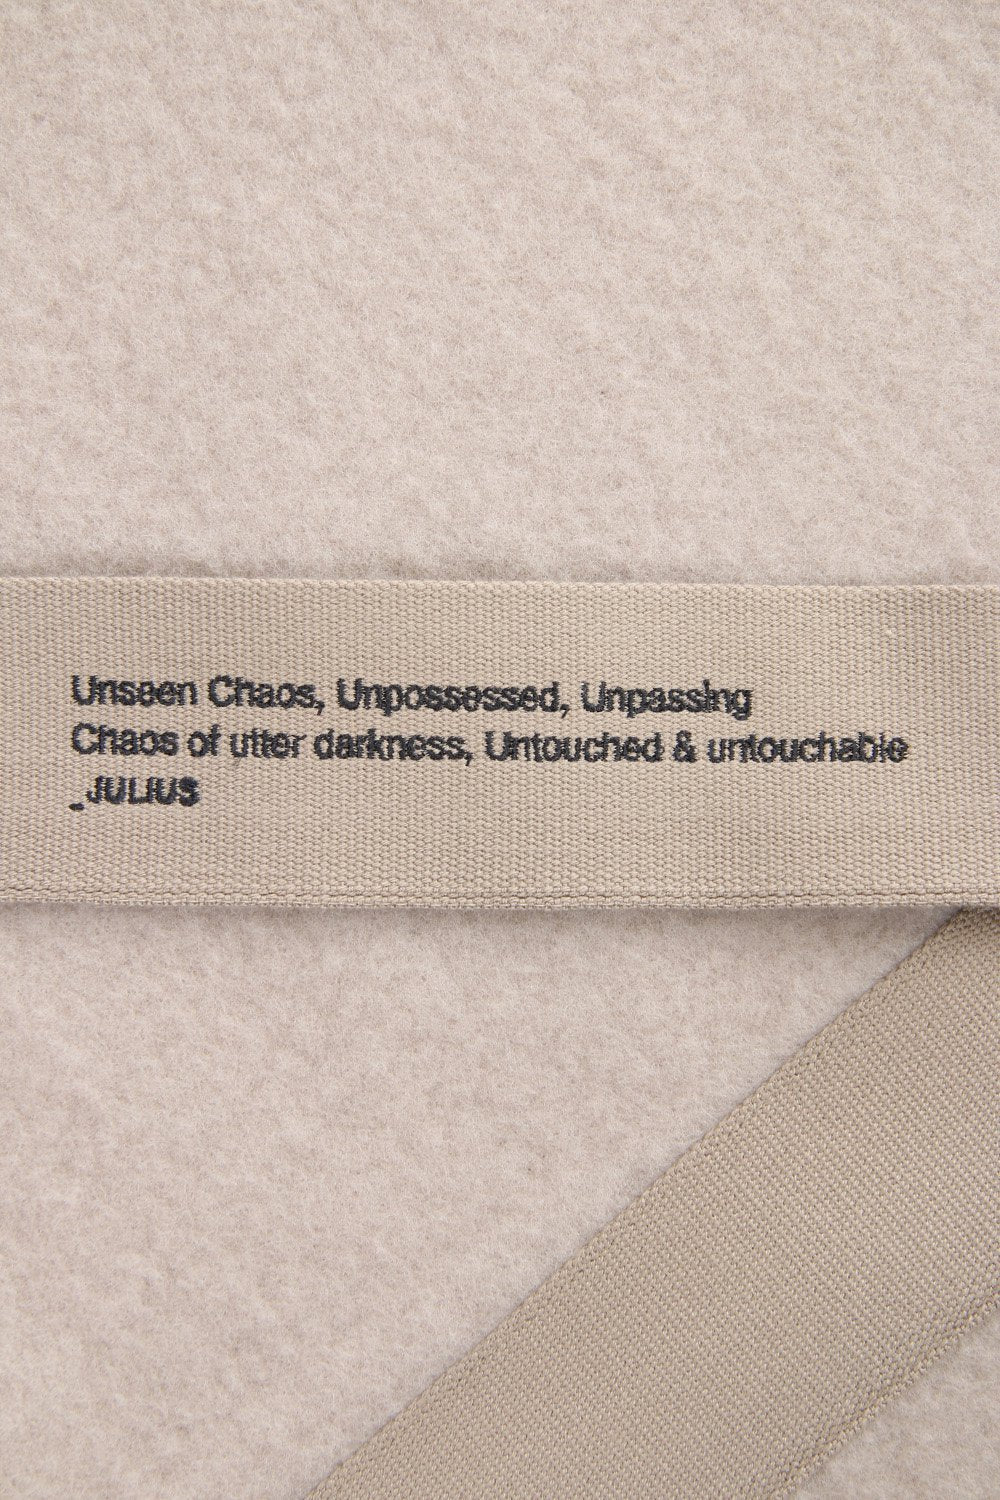 Unseen Chaos, Unpossessed, Unpassing
Chaos of utter darkness, Untouched & untouchable
_JULIUS